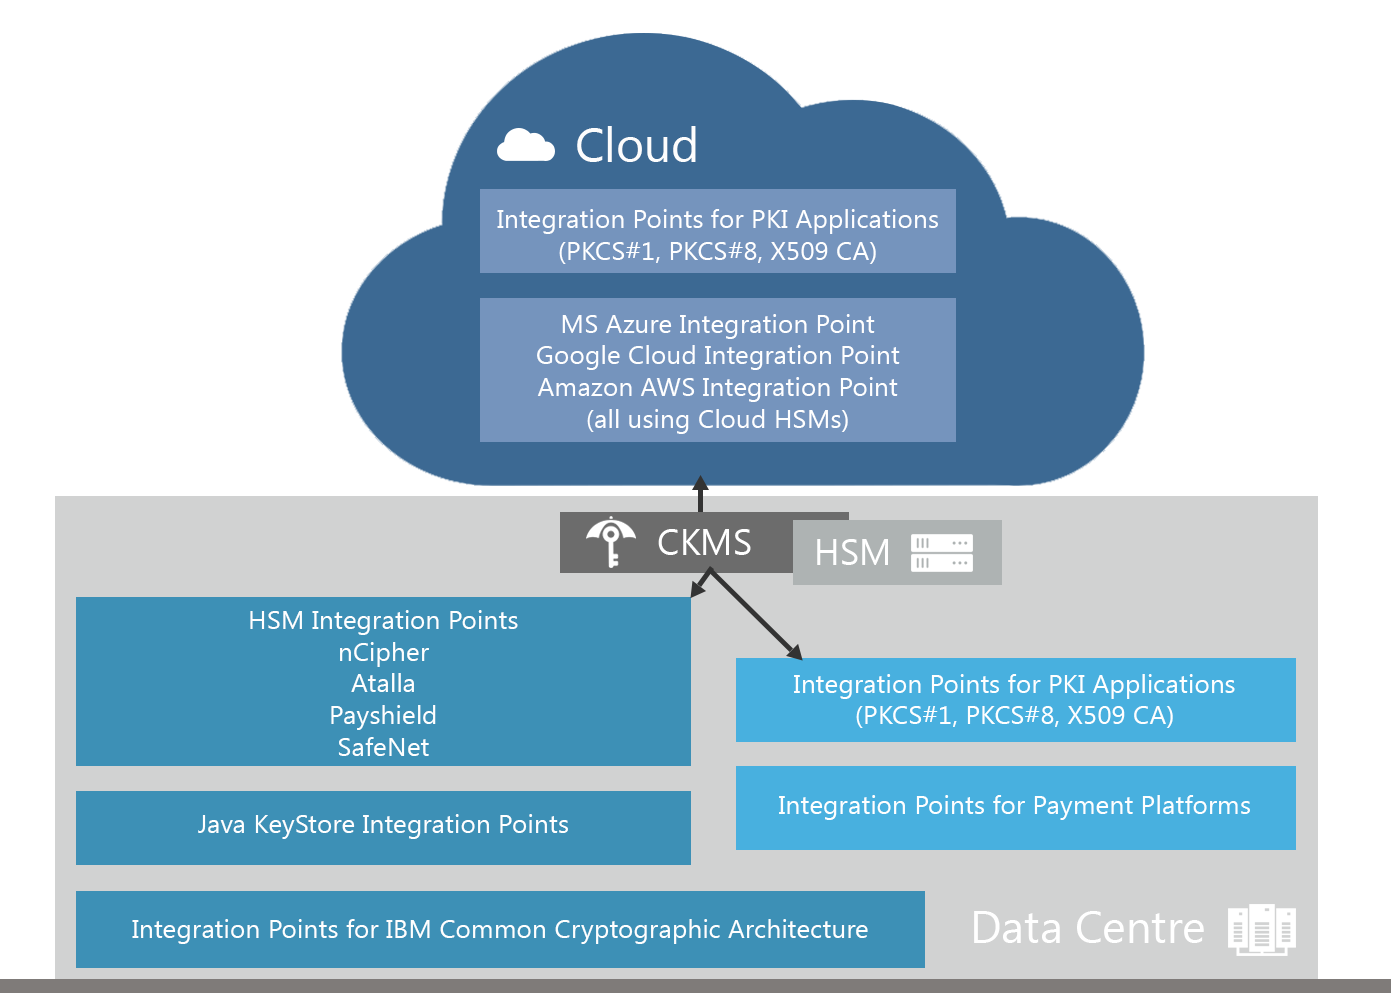 Cloud
Integration Points for PKI Applications
(PKCS#1, PKCS#8, X509 CA)
MS Azure Integration Point
Google Cloud Integration Point
Amazon AWS Integration Point
(all using Cloud HSMs)
CKMS
HSM
HSM Integration Points
nCipher
Atalla
Payshield
SafeNet
Integration Points for PKI Applications
(PKCS#1, PKCS#8, X509 CA)
Java KeyStore Integration Points
Integration Points for Payment Platforms
Integration Points for IBM Common Cryptographic Architecture
Data Centre